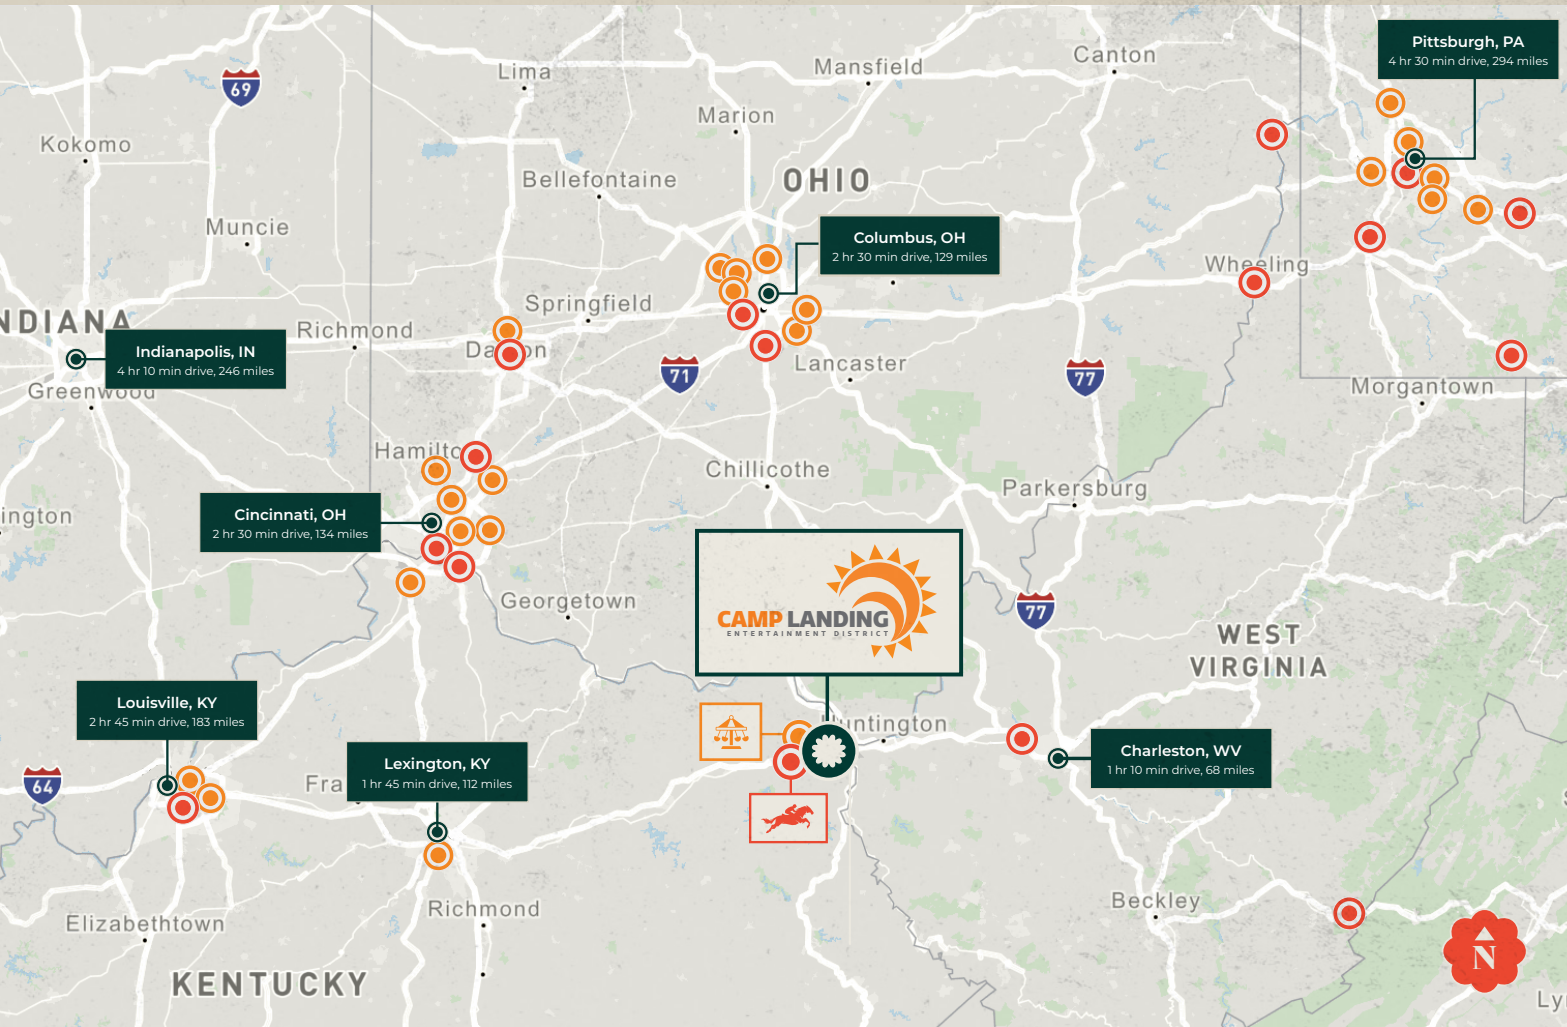 Pittsburgh, PA
4 hr 30 min drive, 294 miles
Canton
Mansfield
Lima
69
Marion
Kokomo
OHIO
Bellefontaine
Muncie
Columbus, OH
2 hr 30 min drive, 129 miles
Wheeling
Springfield
Richmond
Indianapolis, IN
4 hr 10 min drive, 246 miles
Lancaster
71
77
Morgantown
Greenwood
Hamilto
Chillicothe
Parkersburg
ington
Cincinnati, OH
2 hr 30 min drive, 134 miles
Georgetown
77
CAMP LANDING
ENTERTAINMENT DISTRICT
WEST
VIRGINIA
Louisville, KY
2 hr 45 min drive, 183 miles
untington
Lexington, KY
1 hr 45 min drive, 112 miles
Charleston, WV
1 hr 10 min drive, 68 miles
64
Fra
Beckley
Richmond
Elizabethtown
N
KENTUCKY
Ly